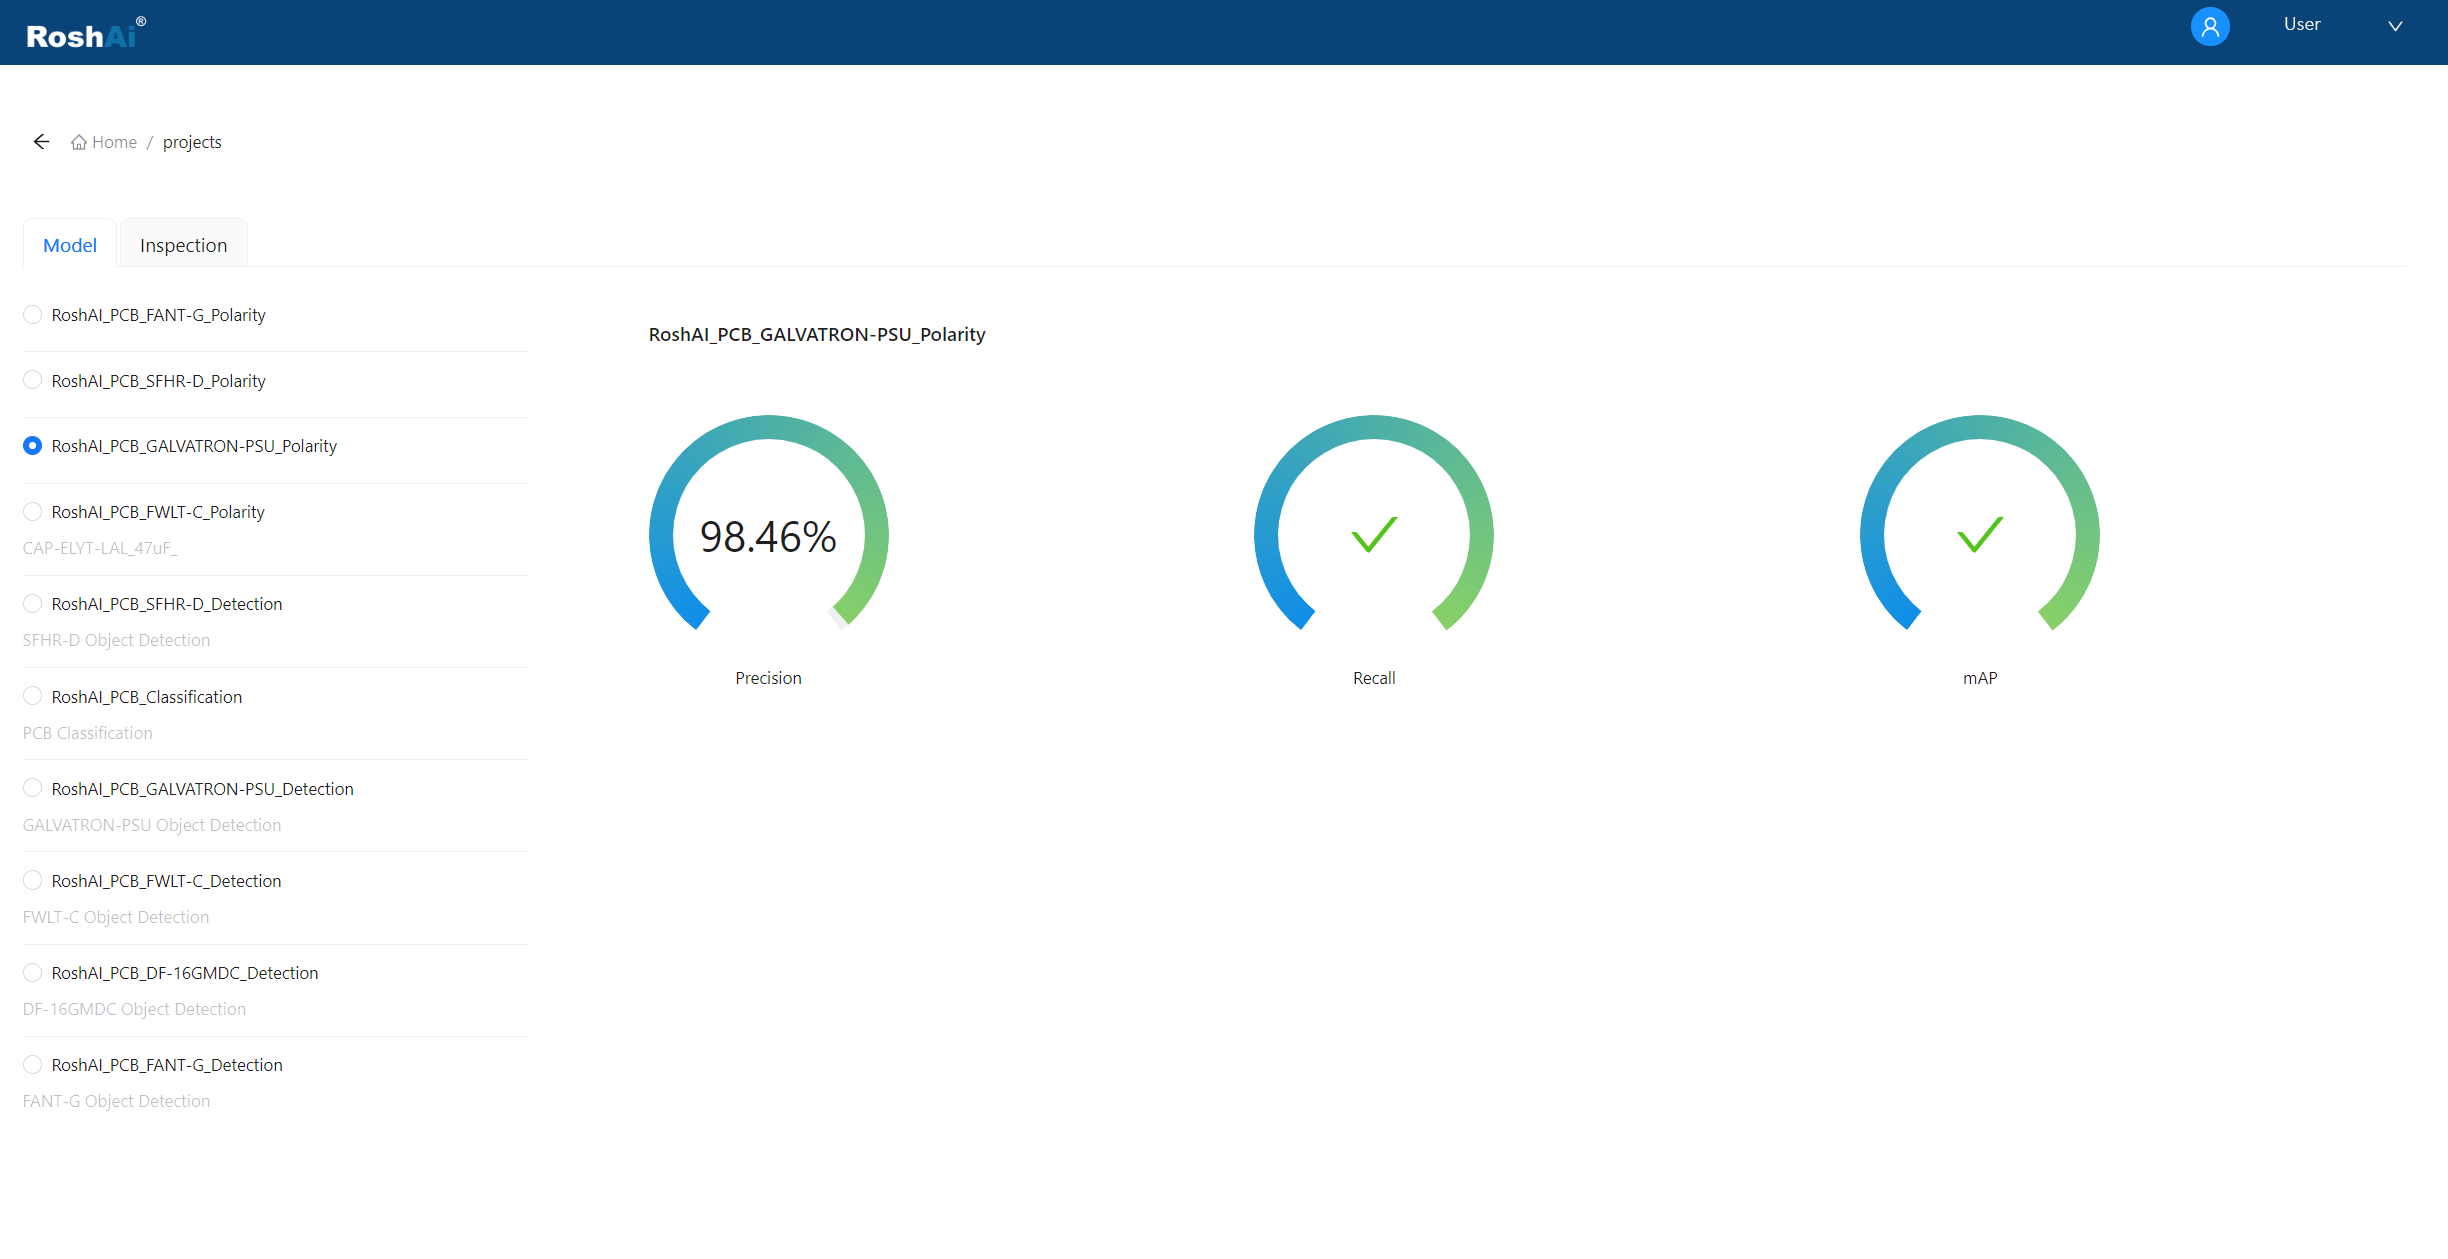 RoshAi®
User
Home / projects
Model
Inspection
RoshAI_PCB_FANT-G_Polarity
RoshAI_PCB_SFHR-D_Polarity
RoshAI_PCB_GALVATRON-PSU_Polarity
RoshAI_PCB_FWLT-C_Polarity
CAP-ELYT-LAL_47uF_
RoshAI_PCB_SFHR-D_Detection
SFHR-D Object Detection
RoshAI_PCB_Classification
PCB Classification
RoshAI_PCB_GALVATRON-PSU_Detection
GALVATRON-PSU Object Detection
RoshAI_PCB_FWLT-C_Detection
FWLT-C Object Detection
RoshAI_PCB_DF-16GMDC_Detection
DF-16GMDC Object Detection
RoshAI_PCB_FANT-G_Detection
FANT-G Object Detection
RoshAI_PCB_GALVATRON-PSU_Polarity
98.46%
Precision
Recall
mAP